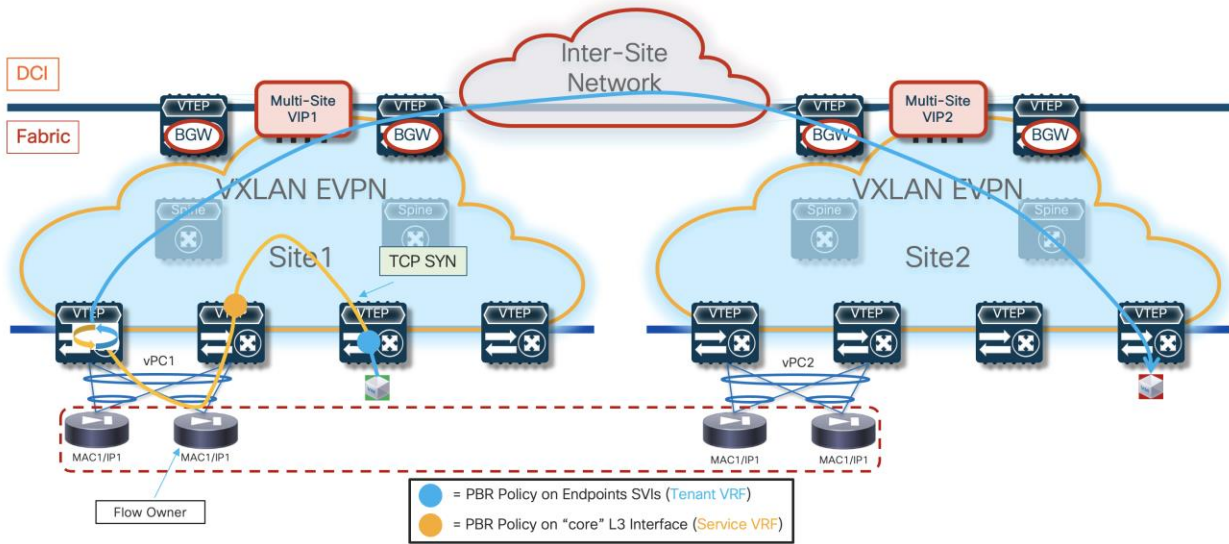 Inter-Site
Network
DCI
Fabric
VTEP
BGW
Multi-Site
VIP1
VTEP
BGW
VTEP
BGW
Multi-Site
VIP2
VTEP
BGW
VXLAN EVPN
VXLAN EVPN
Spine
Spine
Spine
Spine
Site1
Site2
TCP SYN
VTEP
VTEP
VTEP
VTEP
VTEP
VTEP
VTEP
VTEP
vPC1
vPC2
MAC1/IP1
MAC1/IP1
MAC1/IP1
MAC1/IP1
Flow Owner
= PBR Policy on Endpoints SVIs (Tenant VRF)
= PBR Policy on “core” L3 Interface (Service VRF)